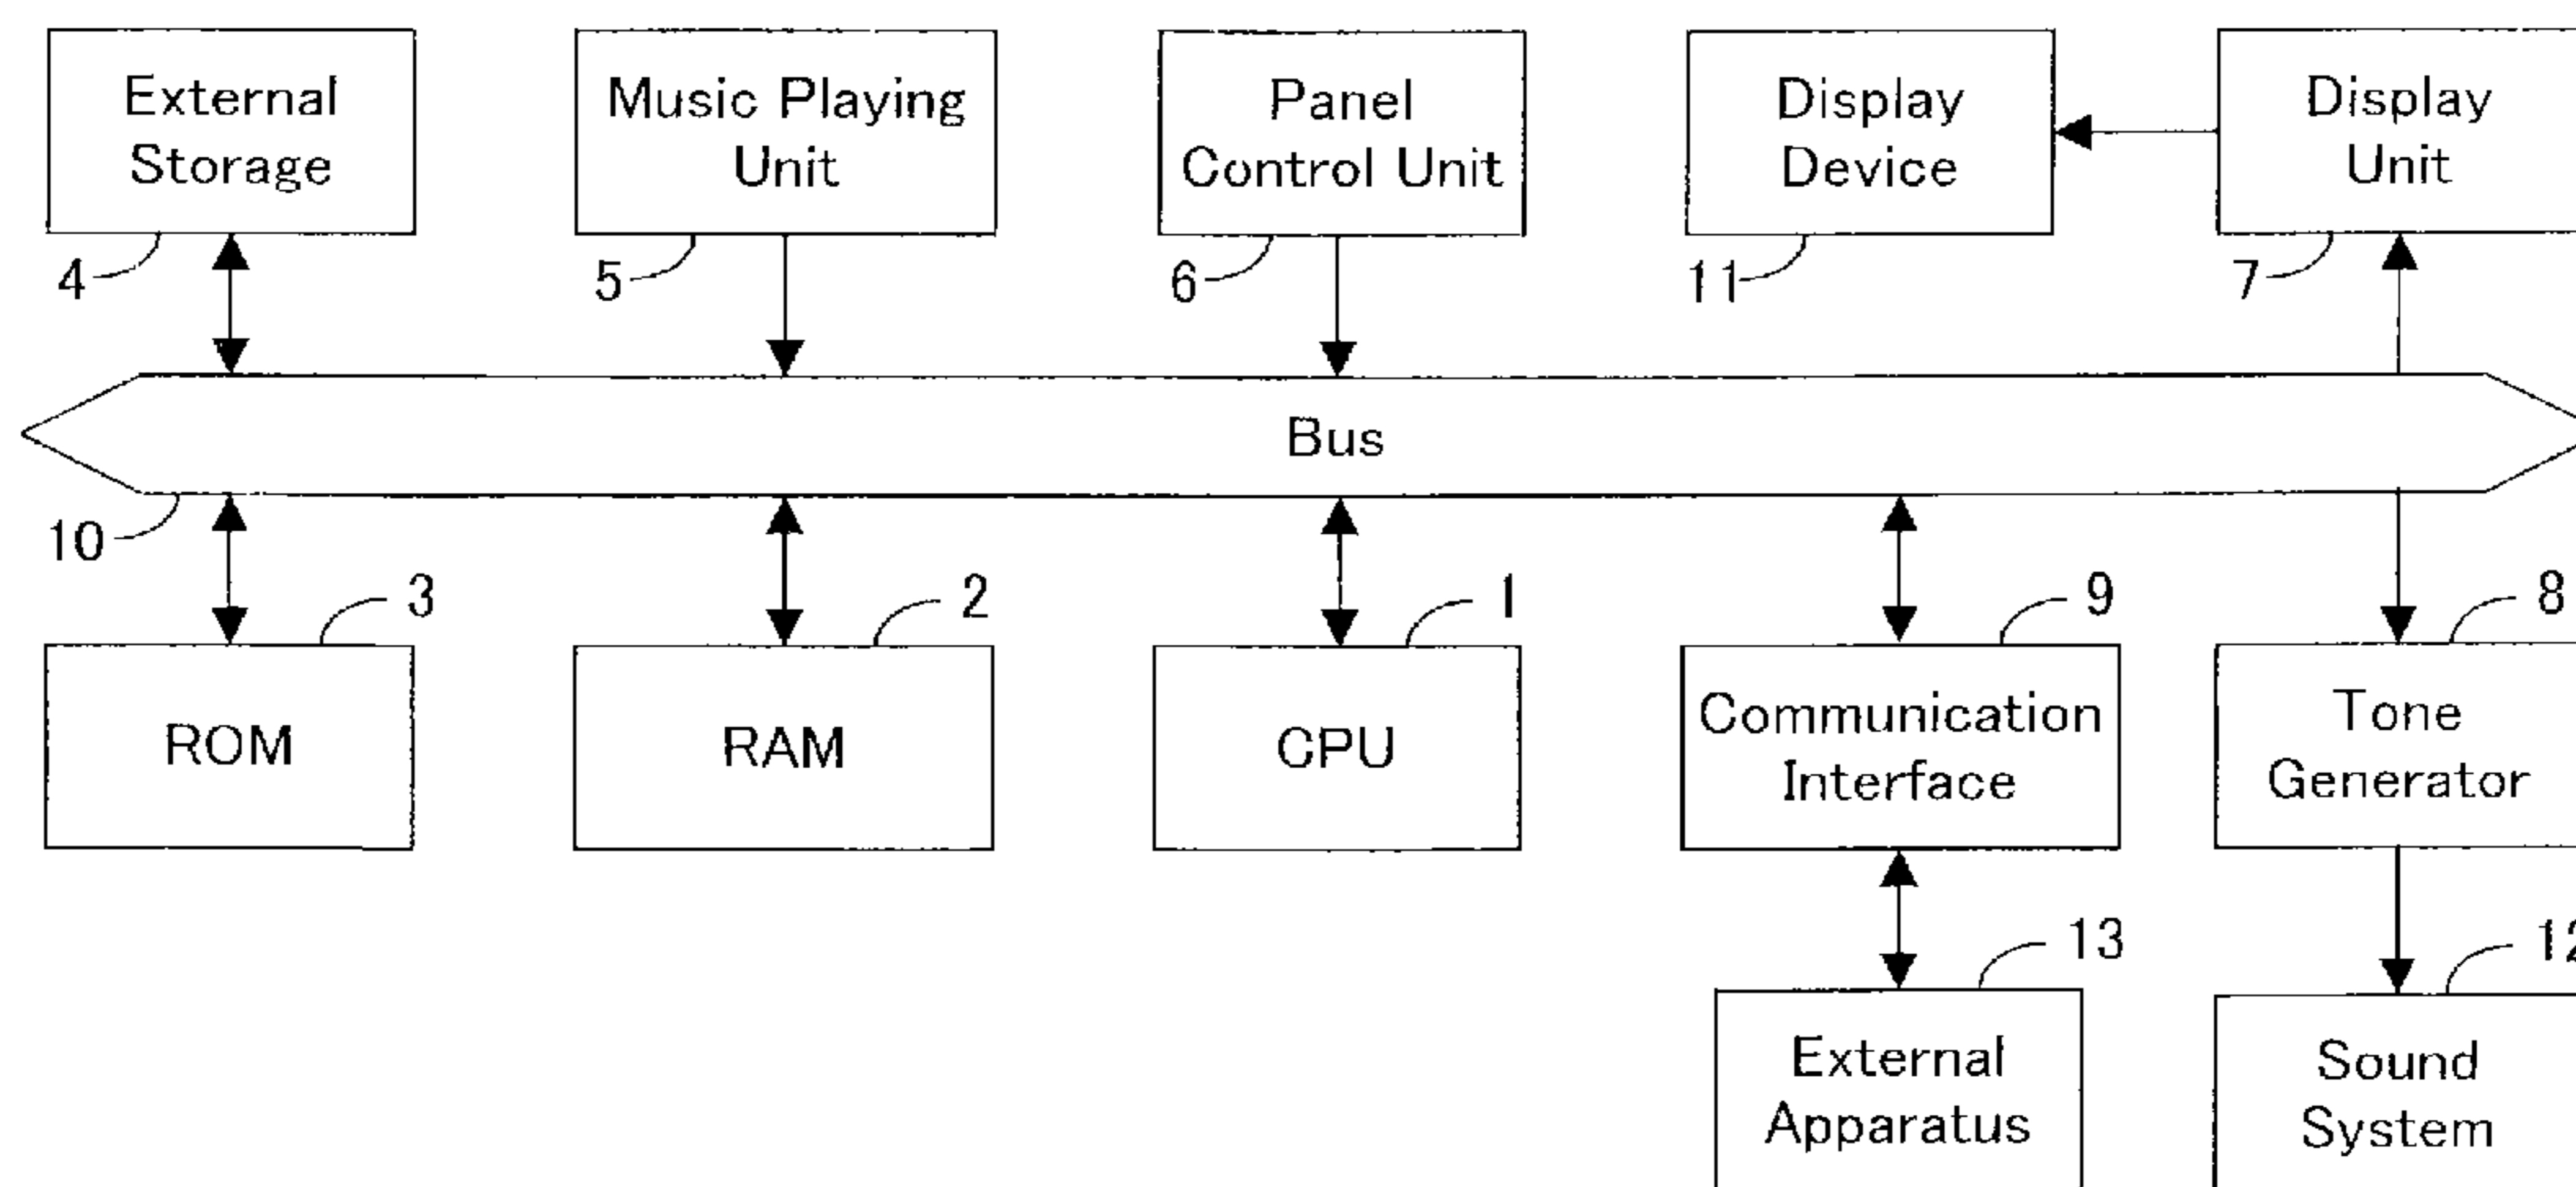 External
Storage
Music Playing
Unit
Panel
Control Unit
Display
Device
Display
Unit
4
5
6
11
7
Bus
10
3
2
1
9
8
ROM
RAM
CPU
Communication
Interface
Tone
Generator
13
12
External
Apparatus
Sound
System